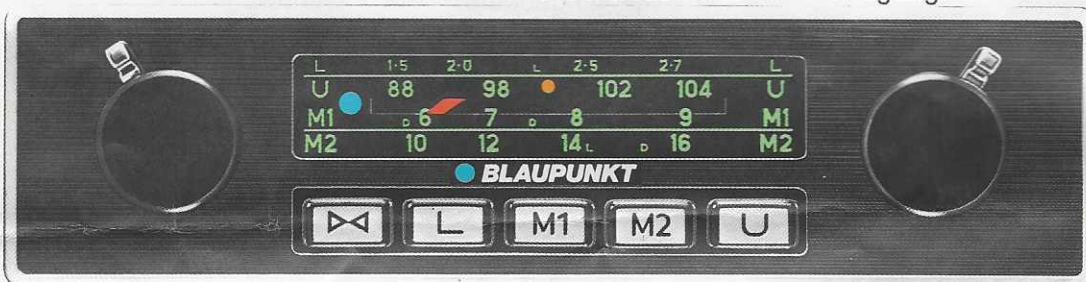 L 1·5 2·0 L 2·5 2·7 L
U 88 98 102 104 U
M1 D 6 7 D 8 9 M1
M2 10 12 14 L D 16 M2
BLAUPUNKT
L M1 M2 U